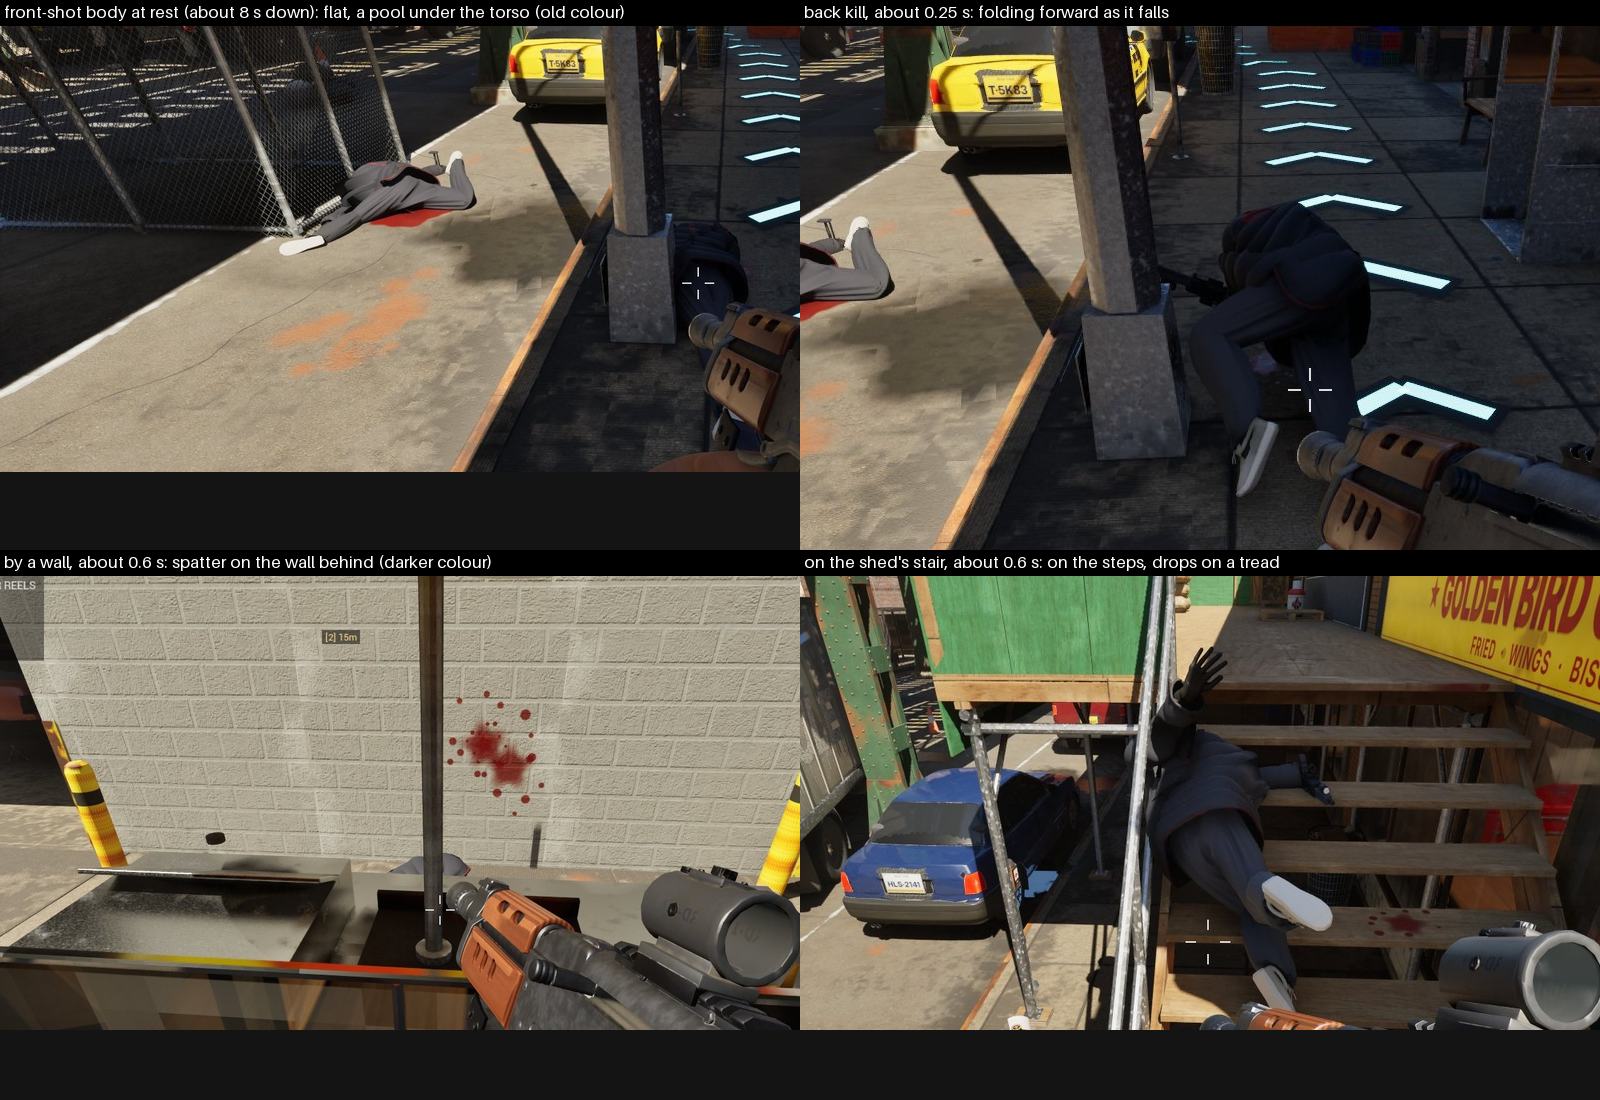 front-shot body at rest (about 8 s down): flat, a pool under the torso (old colour)
back kill, about 0.25 s: folding forward as it falls
T·5K83
T·5K83
by a wall, about 0.6 s: spatter on the wall behind (darker colour)
on the shed's stair, about 0.6 s: on the steps, drops on a tread
REELS
[2] 15m
GOLDEN BIRD
FRIED · WINGS ·
HLS·2141